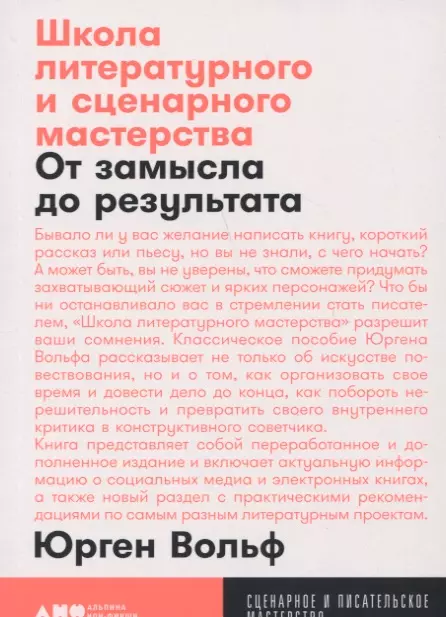 Школа
литературного
и сценарного
мастерства
От замысла
до результата
Бывало ли у вас желание написать книгу, короткий
рассказ или пьесу, но вы не знали, с чего начать?
А может быть, вы не уверены, что сможете придумать
захватывающий сюжет и ярких персонажей? Что бы
ни останавливало вас в стремлении стать писате-
лем, «Школа литературного мастерства» разрешит
ваши сомнения. Классическое пособие Юргена
Вольфа рассказывает не только об искусстве по-
вествования, но и о том, как организовать свое
время и довести дело до конца, как побороть не-
решительность и превратить своего внутреннего
критика в конструктивного советчика.
Книга представляет собой переработанное и до-
полненное издание и включает актуальную инфор-
мацию о социальных медиа и электронных книгах,
а также новый раздел с практическими рекомен-
дациями по самым разным литературным проектам.
Юрген Вольф
АЛЬПИНА
СЦЕНАРНОЕ И ПИСАТЕЛЬСКОЕ
МАСТЕРСТВО